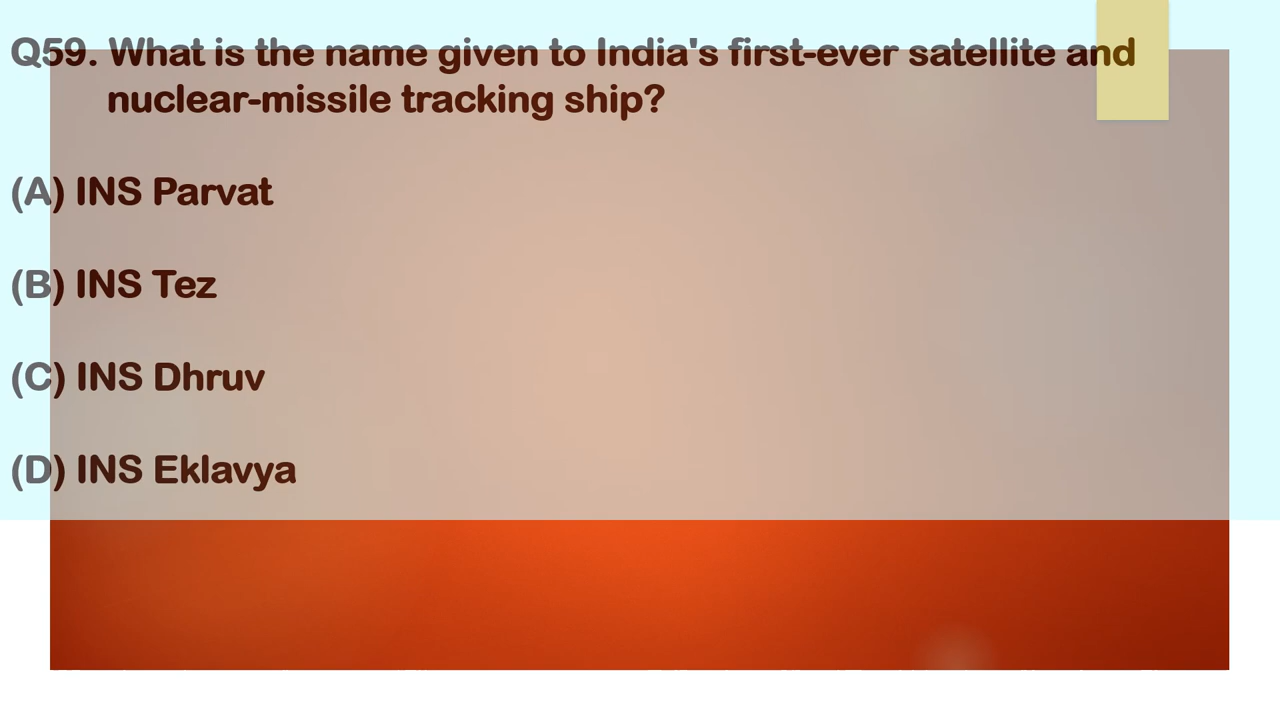 Q59. What is the name given to India's first-ever satellite and
nuclear-missile tracking ship?
(A) INS Parvat
(B) INS Tez
(C) INS Dhruv
(D) INS Eklavya